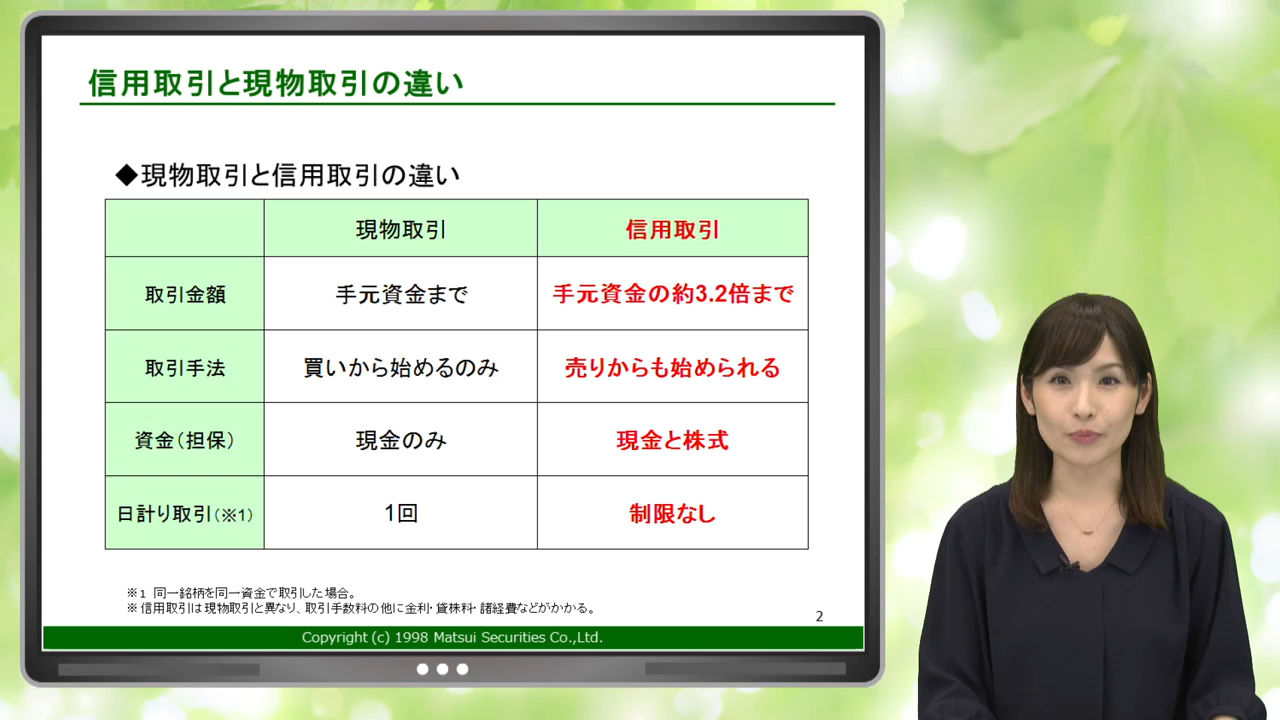 信用取引と現物取引の違い
◆現物取引と信用取引の違い
現物取引 信用取引
取引金額 手元資金まで 手元資金の約3.2倍まで
取引手法 買いから始めるのみ 売りからも始められる
資金(担保) 現金のみ 現金と株式
日計り取引(※1) 1回 制限なし
※1 同一銘柄を同一資金で取引した場合。
※信用取引は現物取引と異なり、取引手数料の他に金利・貸株料・諸経費などがかかる。
2
Copyright (c) 1998 Matsui Securities Co.,Ltd.